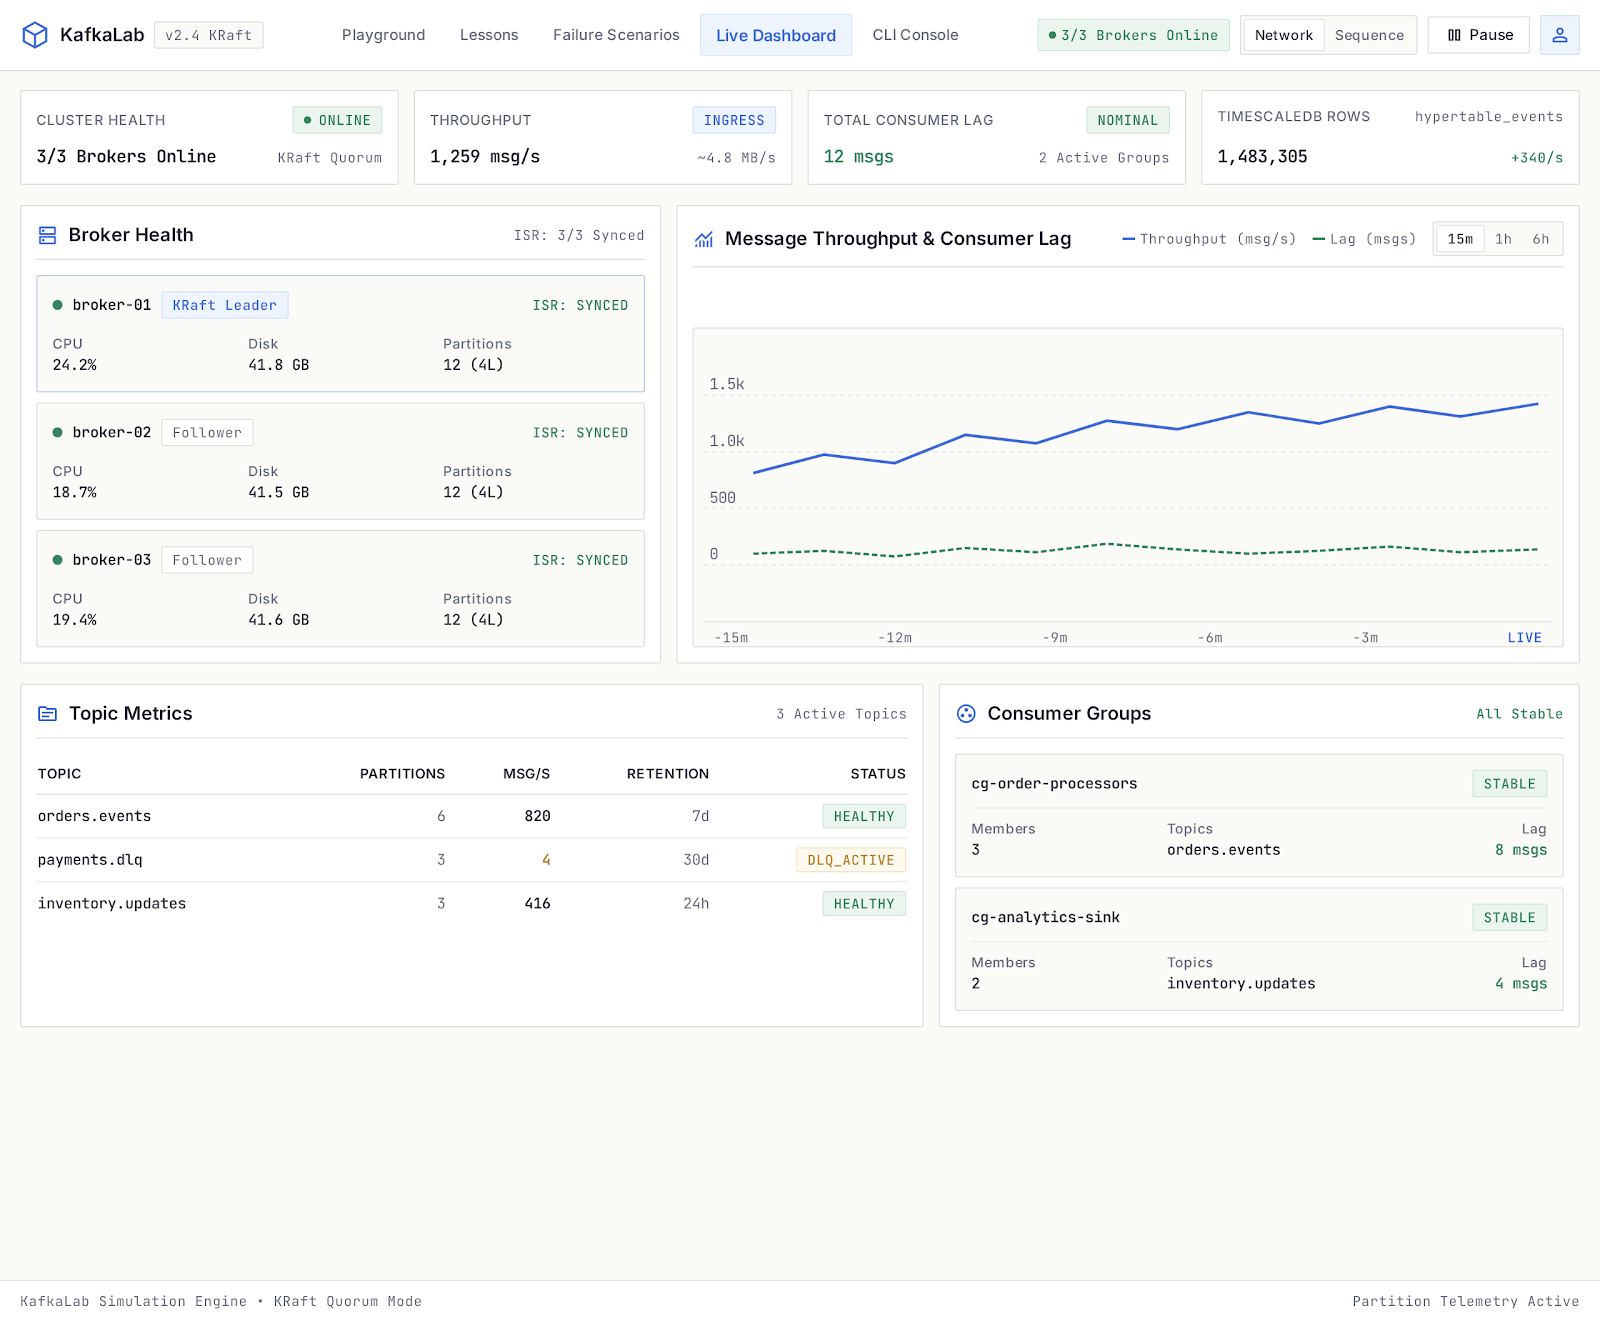 KafkaLab v2.4 KRaft Playground Lessons Failure Scenarios Live Dashboard CLI Console 3/3 Brokers Online Network Sequence Pause
CLUSTER HEALTH ONLINE
3/3 Brokers Online KRaft Quorum
THROUGHPUT INGRESS
1,259 msg/s ~4.8 MB/s
TOTAL CONSUMER LAG NOMINAL
12 msgs 2 Active Groups
TIMESCALEDB ROWS hypertable_events
1,483,305 +340/s
Broker Health ISR: 3/3 Synced
broker-01 KRaft Leader ISR: SYNCED
CPU Disk Partitions
24.2% 41.8 GB 12 (4L)
broker-02 Follower ISR: SYNCED
CPU Disk Partitions
18.7% 41.5 GB 12 (4L)
broker-03 Follower ISR: SYNCED
CPU Disk Partitions
19.4% 41.6 GB 12 (4L)
Message Throughput & Consumer Lag Throughput (msg/s) Lag (msgs) 15m 1h 6h
1.5k
1.0k
500
0
-15m -12m -9m -6m -3m LIVE
Topic Metrics 3 Active Topics
TOPIC PARTITIONS MSG/S RETENTION STATUS
orders.events 6 820 7d HEALTHY
payments.dlq 3 4 30d DLQ_ACTIVE
inventory.updates 3 416 24h HEALTHY
Consumer Groups All Stable
cg-order-processors STABLE
Members Topics Lag
3 orders.events 8 msgs
cg-analytics-sink STABLE
Members Topics Lag
2 inventory.updates 4 msgs
KafkaLab Simulation Engine • KRaft Quorum Mode Partition Telemetry Active